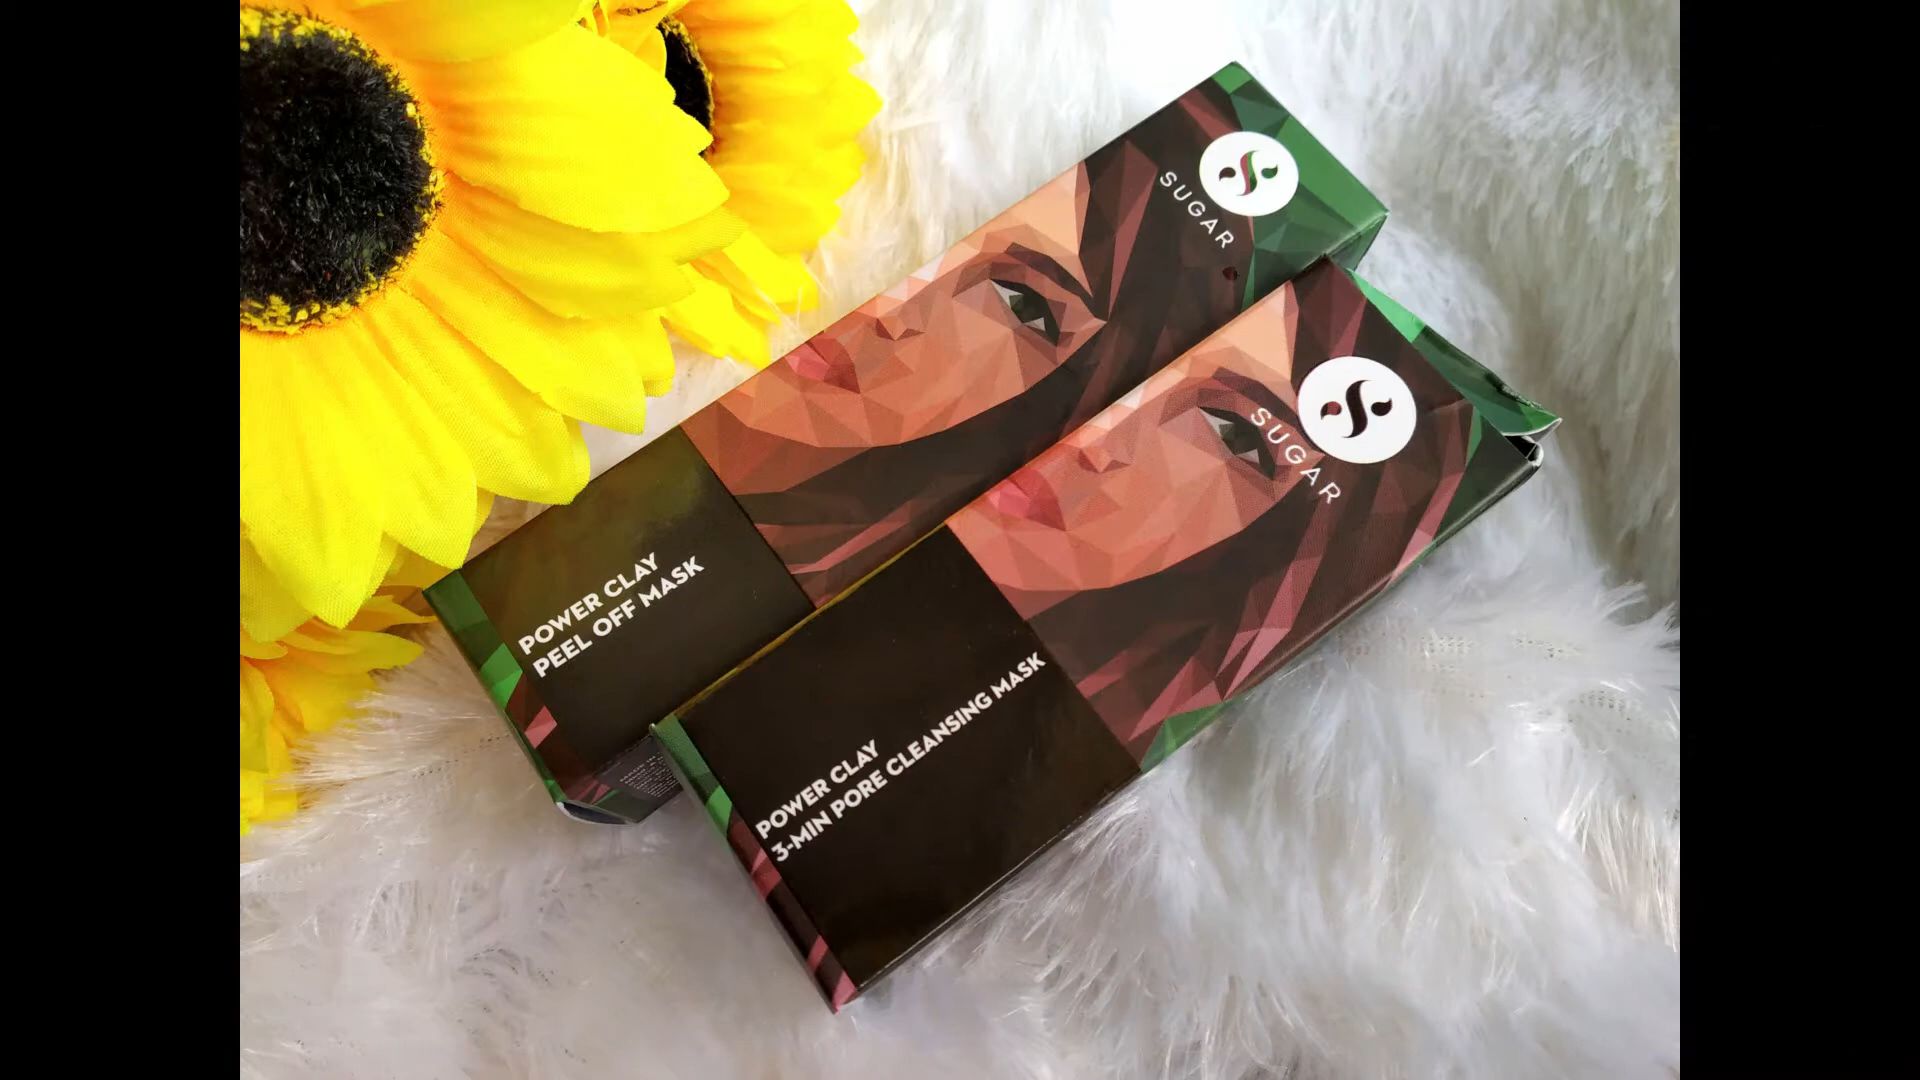 SUGAR
POWER CLAY
PEEL OFF MASK
SUGAR
POWER CLAY
3-MIN PORE CLEANSING MASK